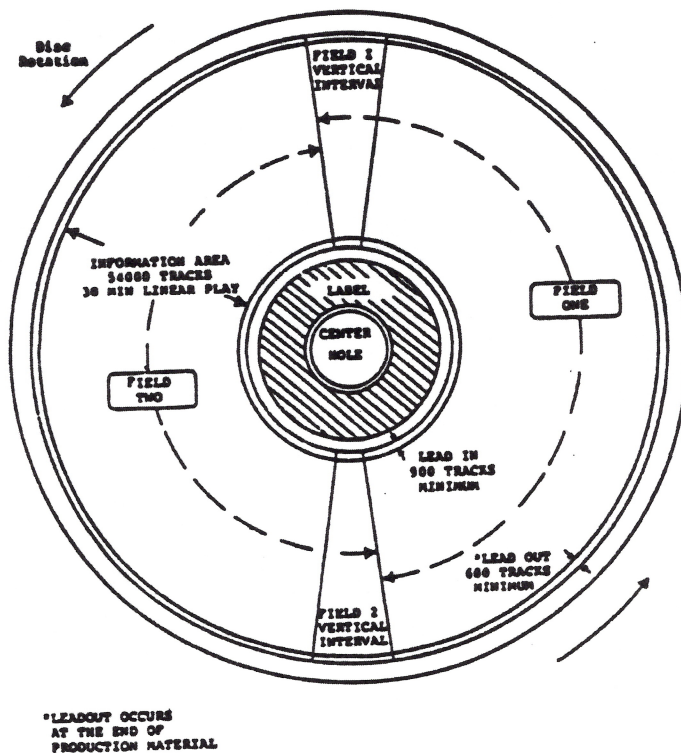 Disc
Rotation
FIELD I
VERTICAL
INTERVAL
INFORMATION AREA
54000 TRACKS
30 MIN LINEAR PLAY
LABEL
FIELD
ONE
CENTER
HOLE
FIELD
TWO
LEAD IN
900 TRACKS
MINIMUM
*LEAD OUT
600 TRACKS
MINIMUM
FIELD 2
VERTICAL
INTERVAL
*LEADOUT OCCURS
AT THE END OF
PRODUCTION MATERIAL